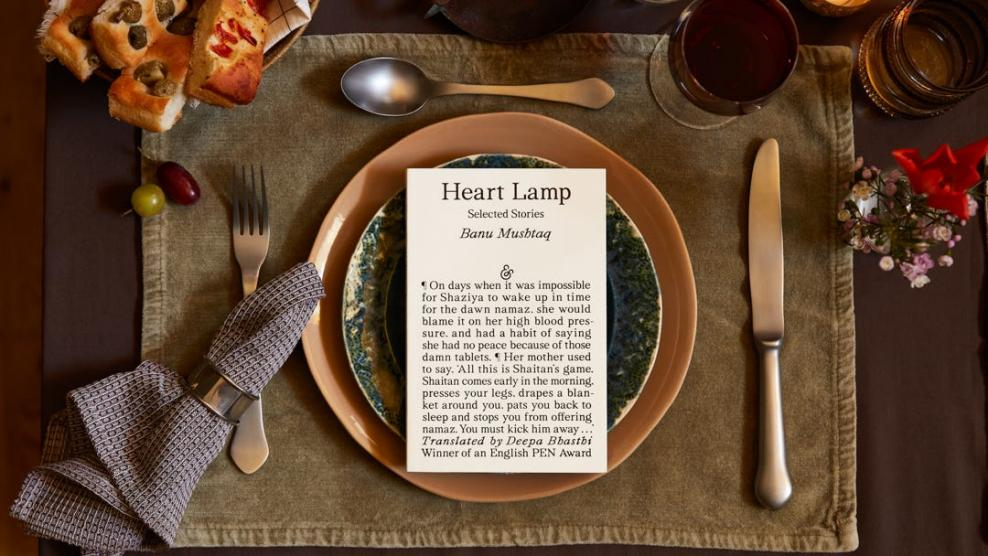 Heart Lamp
Selected Stories
Banu Mushtaq
&
¶ On days when it was impossible
for Shaziya to wake up in time
for the dawn namaz, she would
blame it on her high blood pres-
sure, and had a habit of saying
she had no peace because of those
damn tablets. ¶ Her mother used
to say, 'All this is Shaitan's game.
Shaitan comes early in the morning,
presses your legs, drapes a blan-
ket around you, pats you back to
sleep and stops you from offering
namaz. You must kick him away ...'
Translated by Deepa Bhasthi
Winner of an English PEN Award